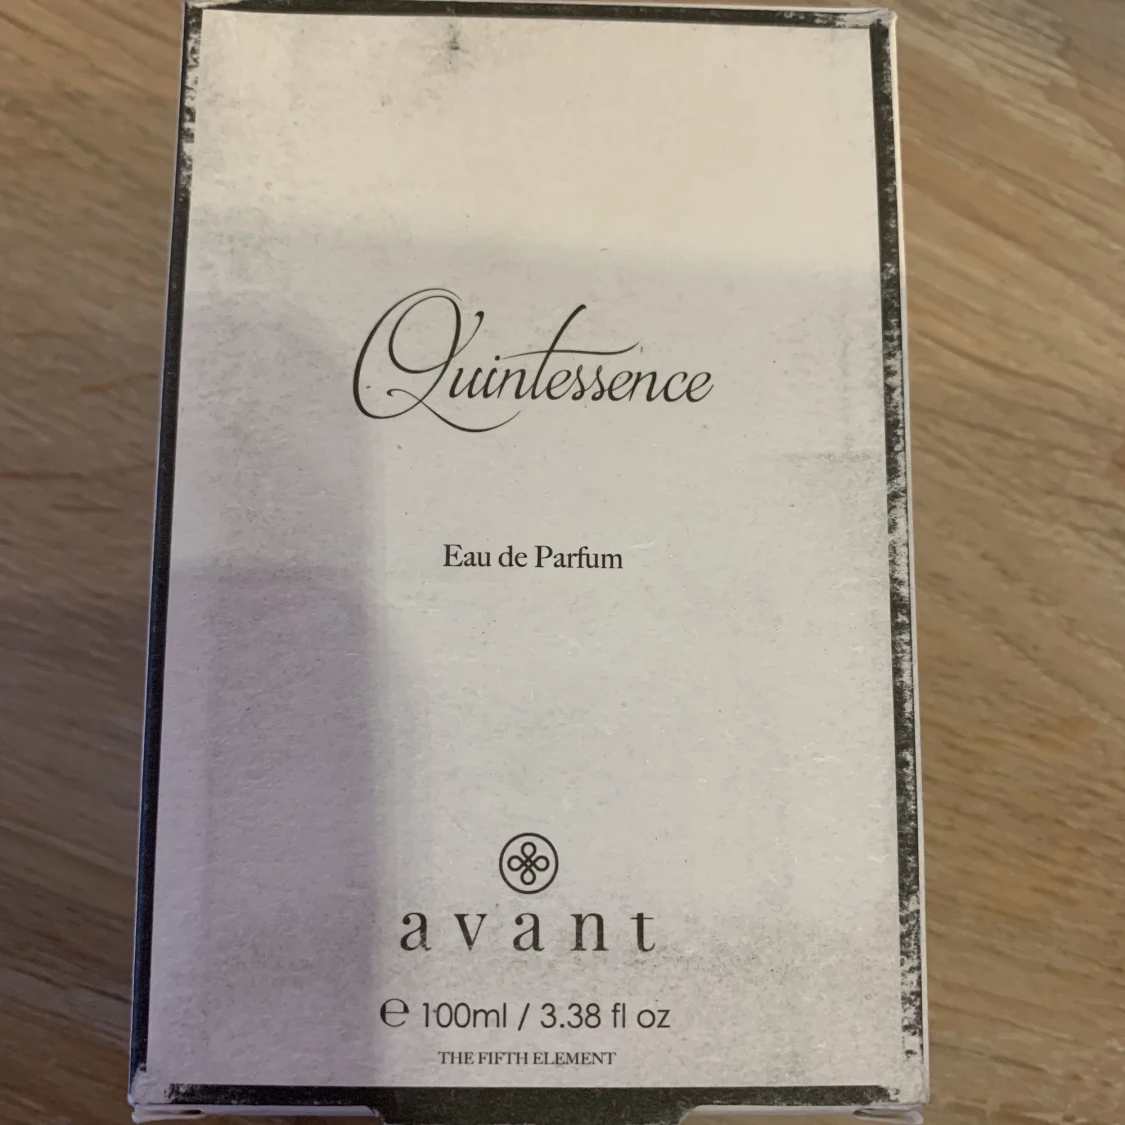 Quintessence
Eau de Parfum
avant
℮ 100ml / 3.38 fl oz
THE FIFTH ELEMENT